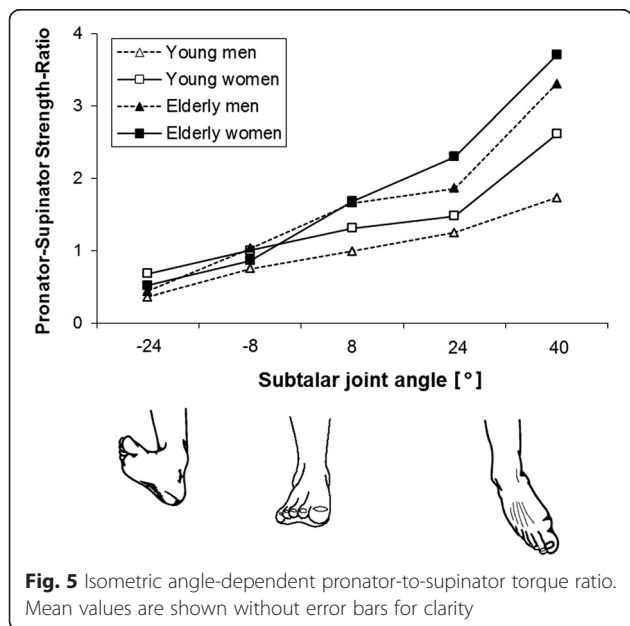 4
3
2
1
0
Pronator-Supinator Strength-Ratio
Young men
Young women
Elderly men
Elderly women
-24 -8 8 24 40
Subtalar joint angle [°]
Fig. 5 Isometric angle-dependent pronator-to-supinator torque ratio.
Mean values are shown without error bars for clarity